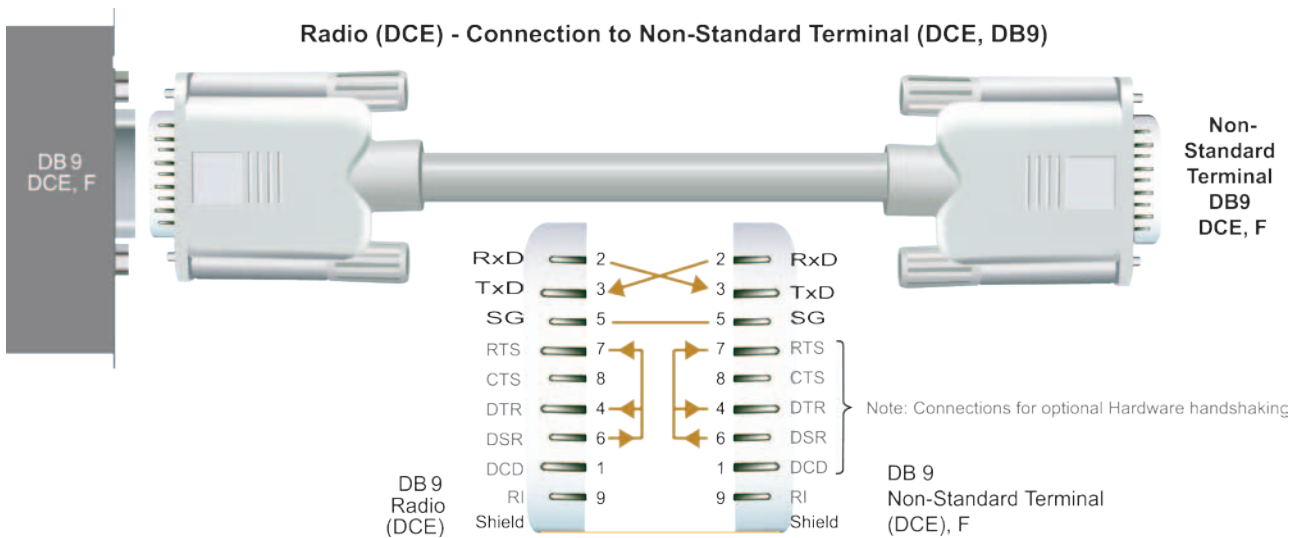 Radio (DCE) - Connection to Non-Standard Terminal (DCE, DB9)
DB 9
DCE, F
Non-
Standard
Terminal
DB9
DCE, F
RxD 2 2 RxD
TxD 3 3 TxD
SG 5 5 SG
RTS 7 7 RTS
CTS 8 8 CTS
DTR 4 4 DTR
Note: Connections for optional Hardware handshaking
DSR 6 6 DSR
DCD 1 1 DCD
RI 9 9 RI
Shield Shield
DB 9
Radio
(DCE)
DB 9
Non-Standard Terminal
(DCE), F